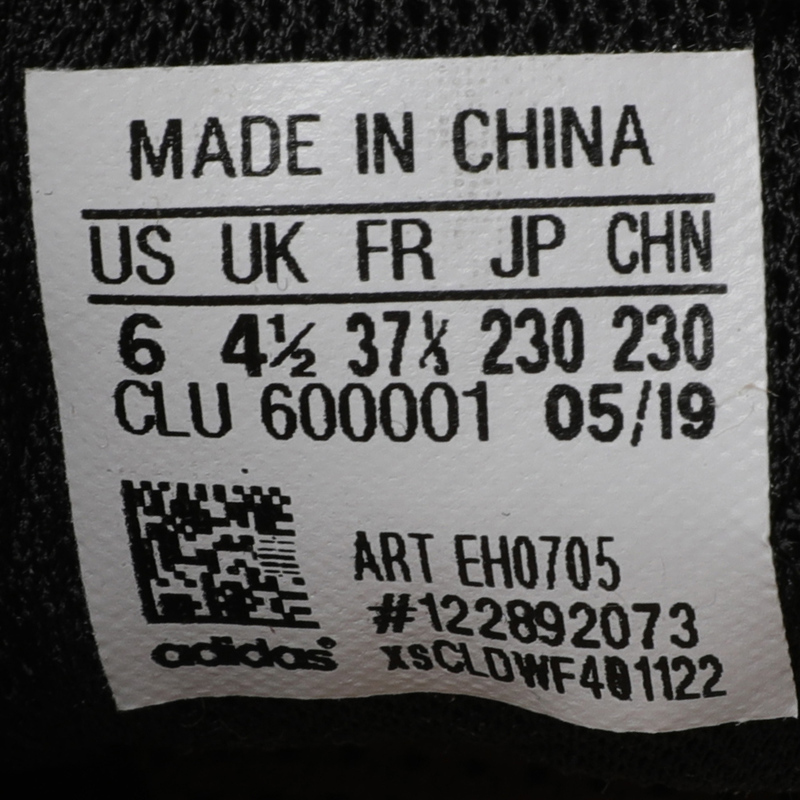 MADE IN CHINA
US UK FR JP CHN
6 4½ 37⅓ 230 230
CLU 600001 05/19
ART EH0705
#122892073
adidas